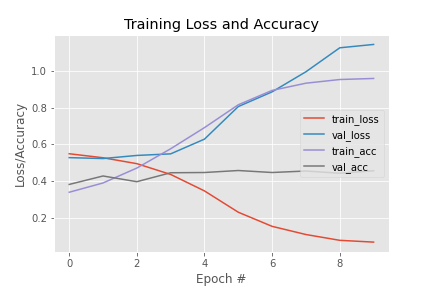 Training Loss and Accuracy
Loss/Accuracy
1.0
0.8
0.6
0.4
0.2
train_loss
val_loss
train_acc
val_acc
0 2 4 6 8
Epoch #